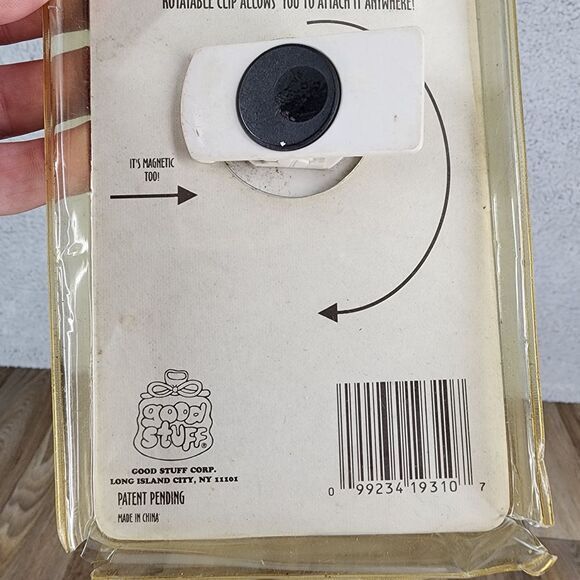 ROTATABLE CLIP ALLOWS YOU TO ATTACH IT ANYWHERE!
IT'S MAGNETIC
TOO!
good
STUFF®
GOOD STUFF CORP.
LONG ISLAND CITY, NY 11101
PATENT PENDING
MADE IN CHINA
0 99234 19310 7